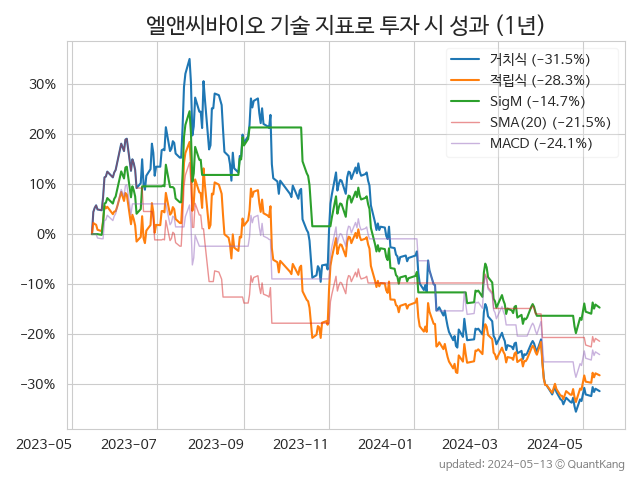 엘앤씨바이오 기술 지표로 투자 시 성과 (1년)
거치식 (−31.5%)
적립식 (−28.3%)
SigM (−14.7%)
SMA(20) (−21.5%)
MACD (−24.1%)
30%
20%
10%
0%
−10%
−20%
−30%
2023−05 2023−07 2023−09 2023−11 2024−01 2024−03 2024−05
updated: 2024-05-13 © QuantKang